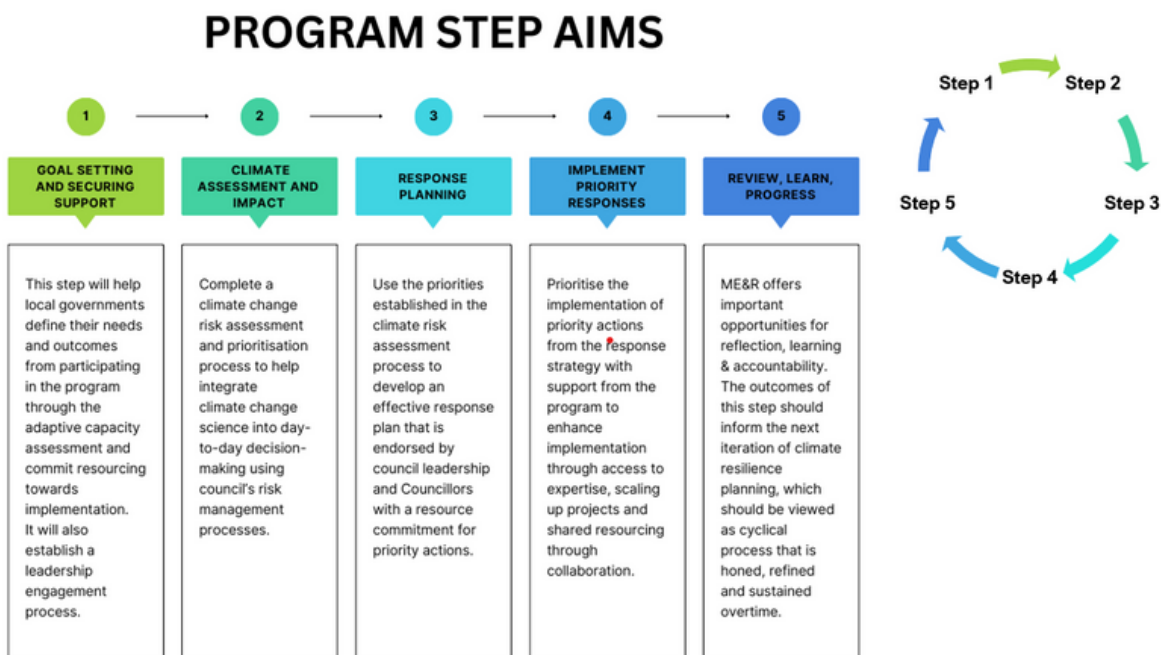 PROGRAM STEP AIMS
1
2
3
4
5
GOAL SETTING
AND SECURING
SUPPORT
CLIMATE
ASSESSMENT AND
IMPACT
RESPONSE
PLANNING
IMPLEMENT
PRIORITY
RESPONSES
REVIEW, LEARN,
PROGRESS
This step will help
local governments
define their needs
and outcomes
from participating
in the program
through the
adaptive capacity
assessment and
commit resourcing
towards
implementation.
It will also
establish a
leadership
engagement
process.
Complete a
climate change
risk assessment
and prioritisation
process to help
integrate
climate change
science into day-
to-day decision-
making using
council's risk
management
processes.
Use the priorities
established in the
climate risk
assessment
process to
develop an
effective response
plan that is
endorsed by
council leadership
and Councillors
with a resource
commitment for
priority actions.
Prioritise the
implementation of
priority actions
from the response
strategy with
support from the
program to
enhance
implementation
through access to
expertise, scaling
up projects and
shared resourcing
through
collaboration.
ME&R offers
important
opportunities for
reflection, learning
& accountability.
The outcomes of
this step should
inform the next
iteration of climate
resilience
planning, which
should be viewed
as cyclical
process that is
honed, refined
and sustained
overtime.
Step 1
Step 2
Step 3
Step 4
Step 5